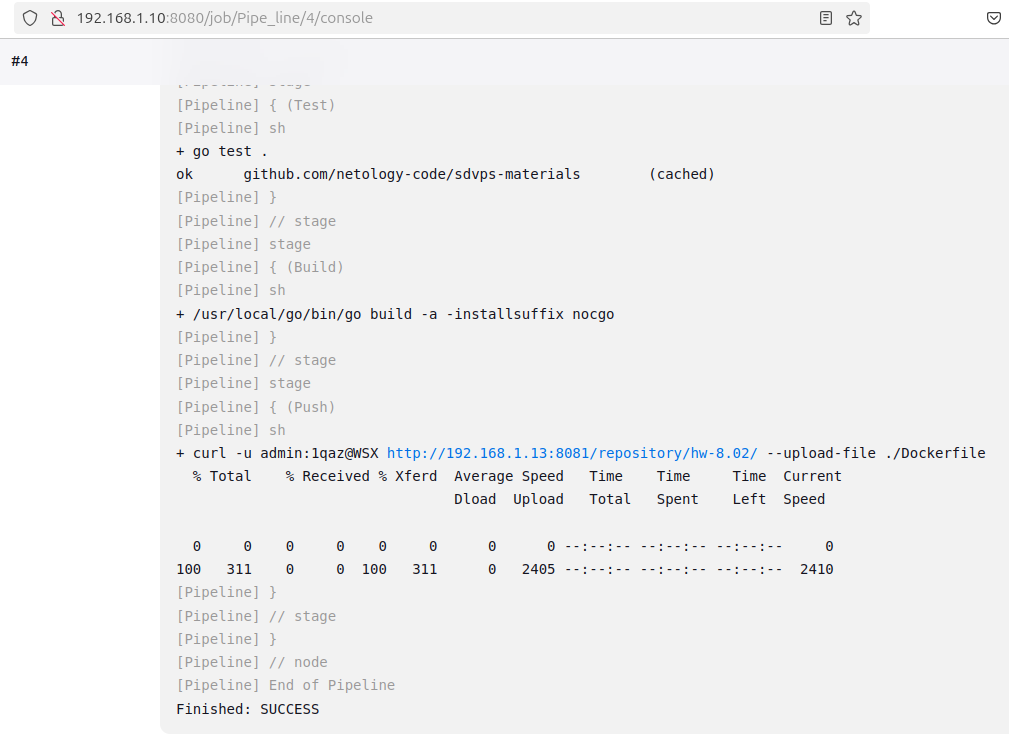 192.168.1.10:8080/job/Pipe_line/4/console
#4
[Pipeline] stage
[Pipeline] { (Test)
[Pipeline] sh
+ go test .
ok      github.com/netology-code/sdvps-materials        (cached)
[Pipeline] }
[Pipeline] // stage
[Pipeline] stage
[Pipeline] { (Build)
[Pipeline] sh
+ /usr/local/go/bin/go build -a -installsuffix nocgo
[Pipeline] }
[Pipeline] // stage
[Pipeline] stage
[Pipeline] { (Push)
[Pipeline] sh
+ curl -u admin:1qaz@WSX http://192.168.1.13:8081/repository/hw-8.02/ --upload-file ./Dockerfile
  % Total    % Received % Xferd  Average Speed   Time    Time     Time  Current
                                 Dload  Upload   Total   Spent    Left  Speed
  0     0    0     0    0     0      0      0 --:--:-- --:--:-- --:--:--     0
100   311    0     0  100   311      0   2405 --:--:-- --:--:-- --:--:--  2410
[Pipeline] }
[Pipeline] // stage
[Pipeline] }
[Pipeline] // node
[Pipeline] End of Pipeline
Finished: SUCCESS